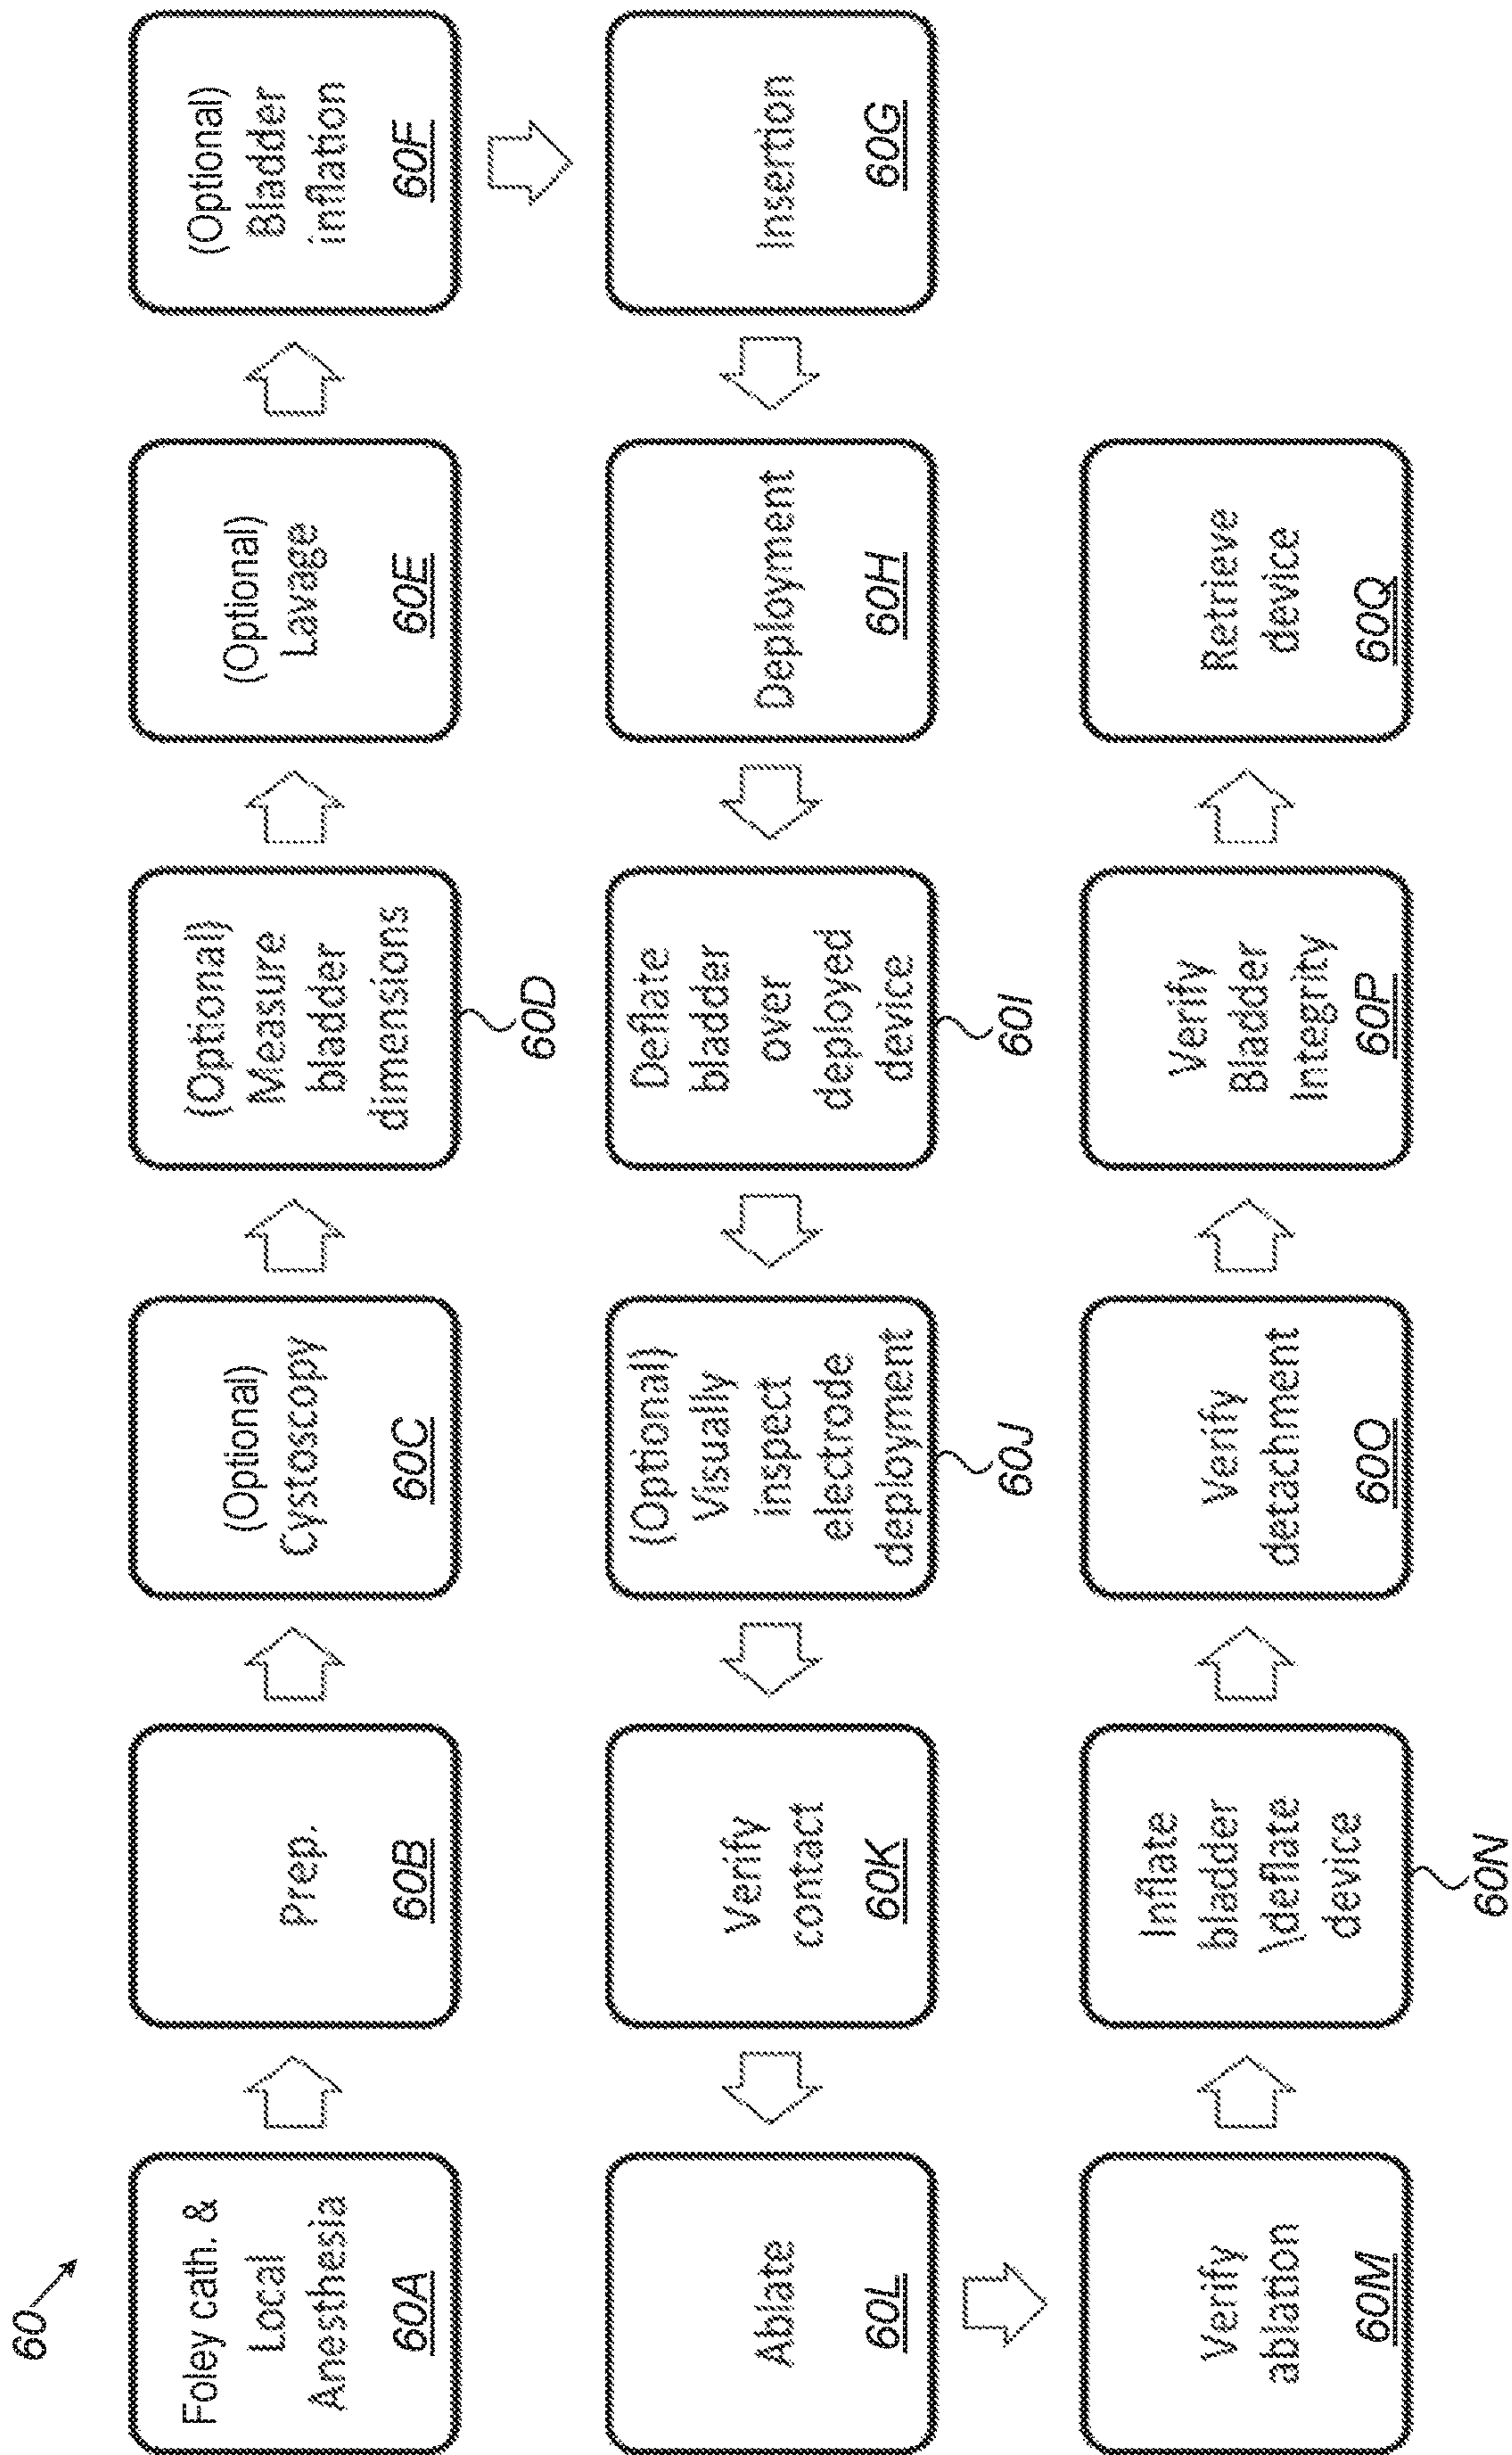 60
Foley cath. &
Local
Anesthesia
60A
Prep.
60B
(Optional)
Cystoscopy
60C
(Optional)
Measure
bladder
dimensions
60D
(Optional)
Lavage
60E
(Optional)
Bladder
inflation
60F
Insertion
60G
Deployment
60H
Deflate
bladder
over
deployed
device
60I
(Optional)
Visually
inspect
electrode
deployment
60J
Verify
contact
60K
Ablate
60L
Verify
ablation
60M
Inflate
bladder
\deflate
device
60N
Verify
detachment
60O
Verify
Bladder
Integrity
60P
Retrieve
device
60Q